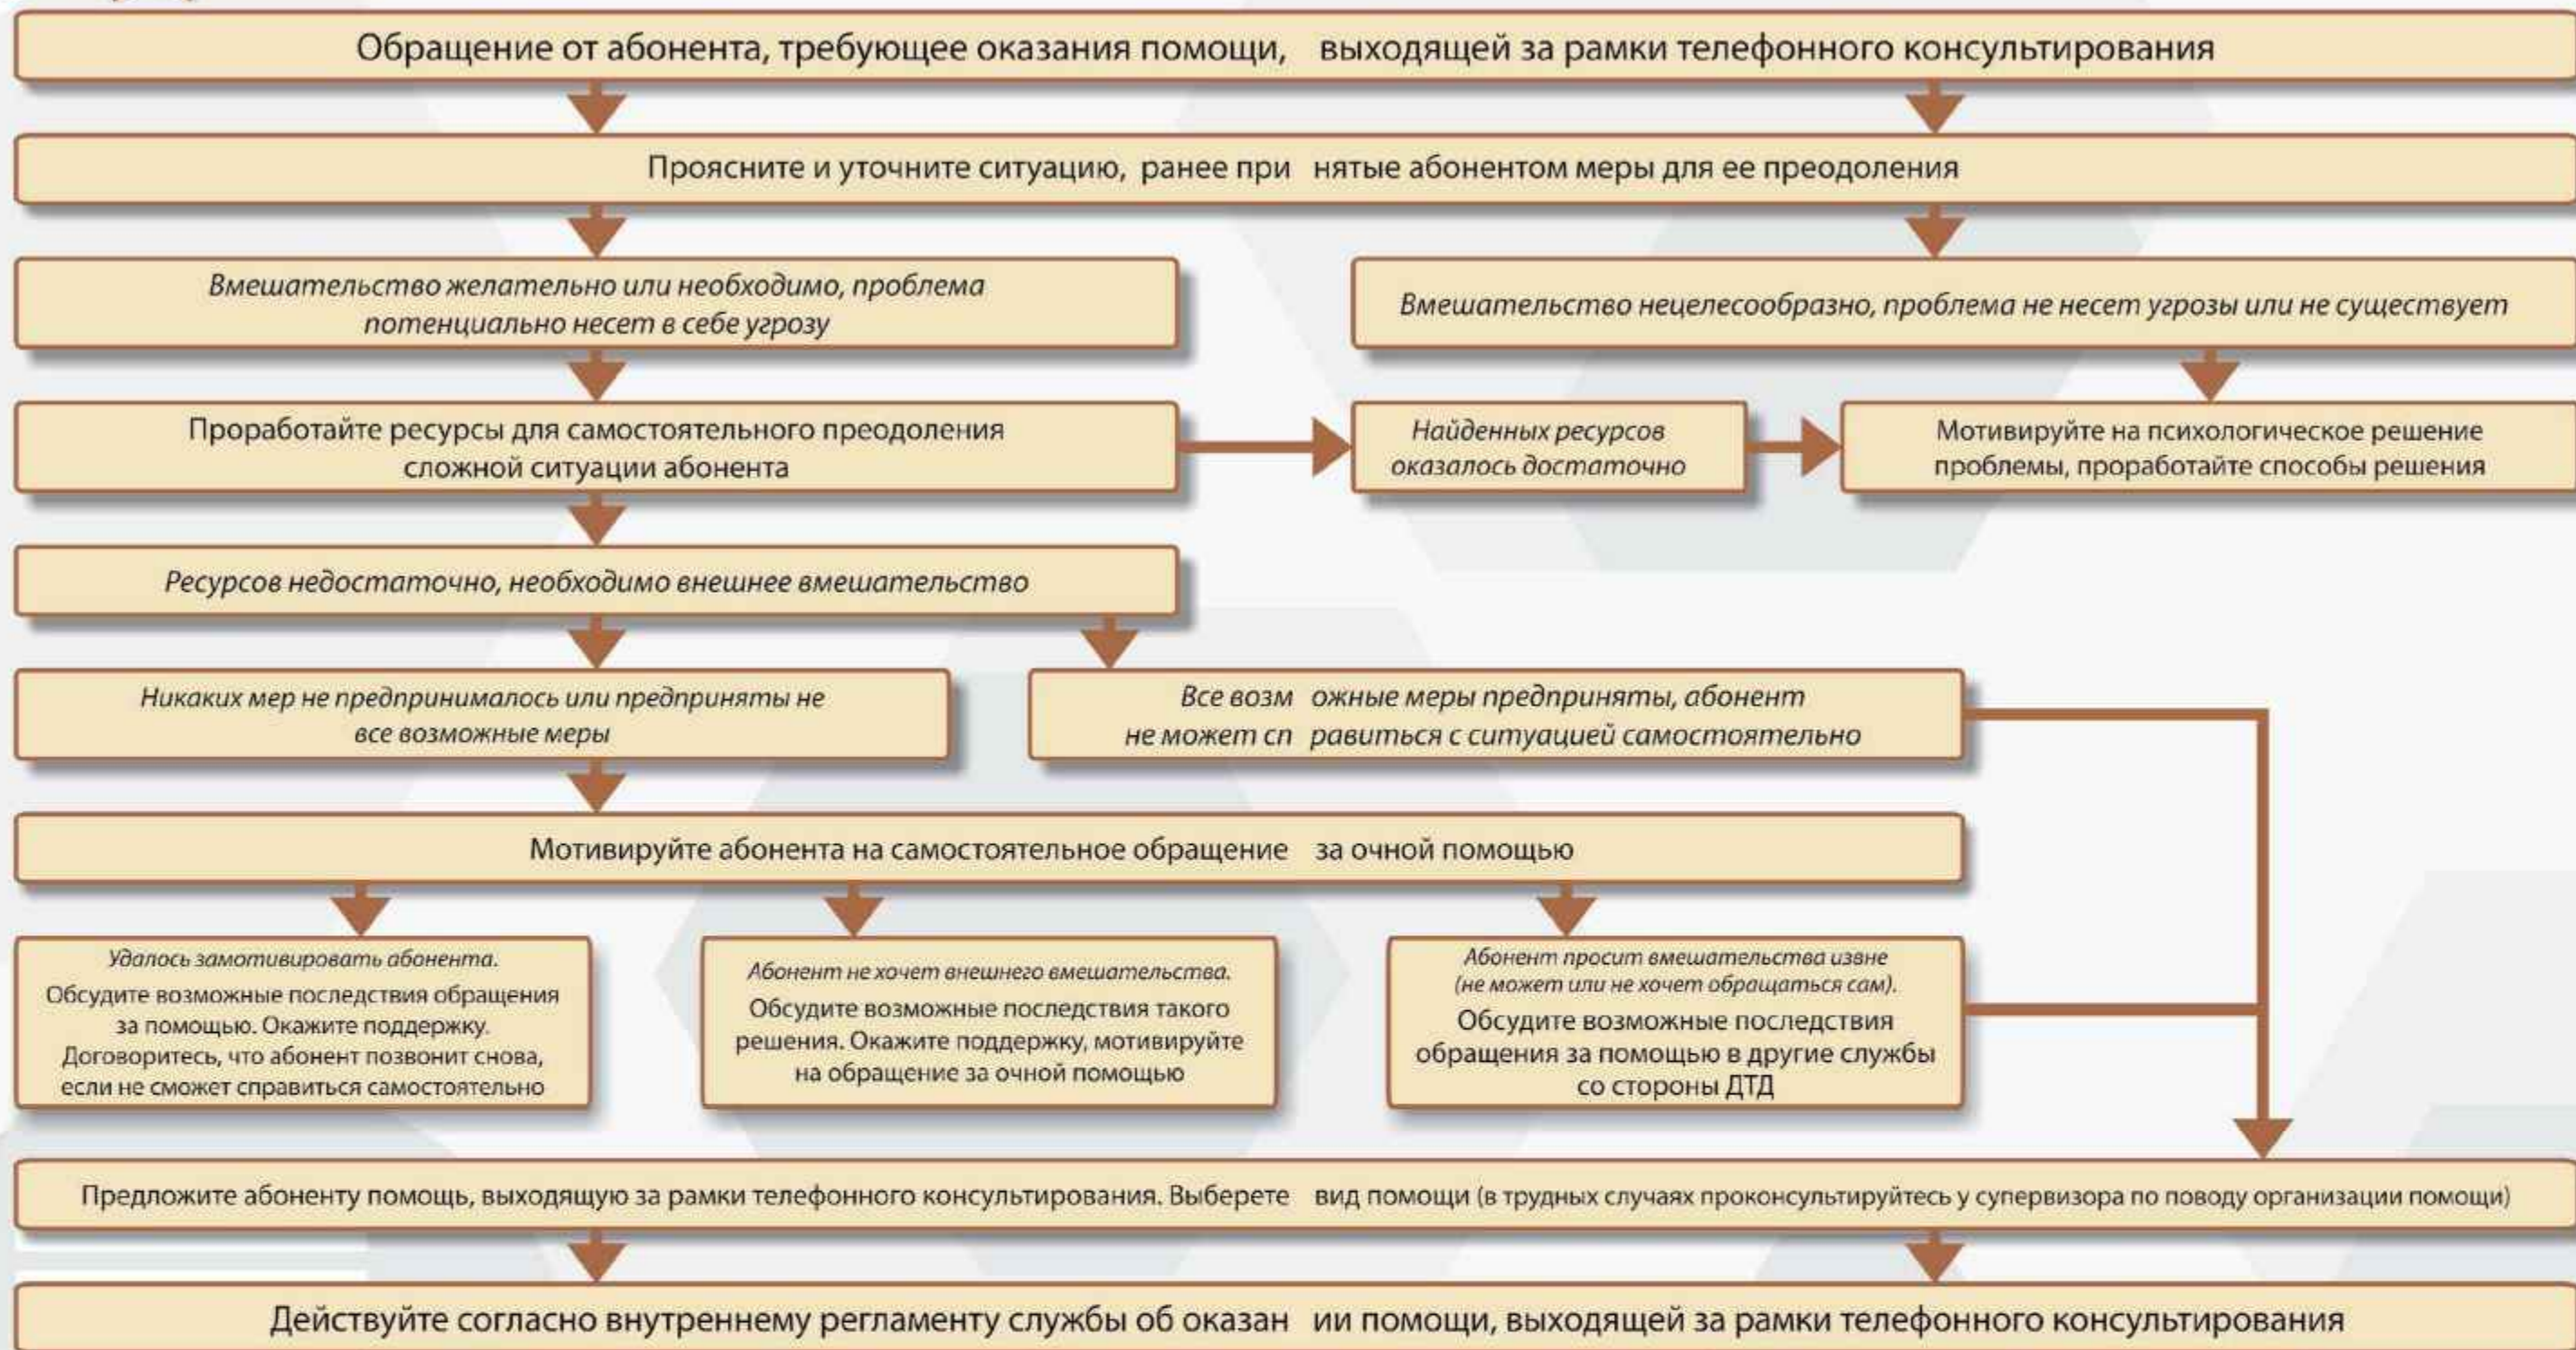 Обращение от абонента, требующее оказания помощи, выходящей за рамки телефонного консультирования
Проясните и уточните ситуацию, ранее при нятые абонентом меры для ее преодоления
Вмешательство желательно или необходимо, проблема
потенциально несет в себе угрозу
Вмешательство нецелесообразно, проблема не несет угрозы или не существует
Проработайте ресурсы для самостоятельного преодоления
сложной ситуации абонента
Найденных ресурсов
оказалось достаточно
Мотивируйте на психологическое решение
проблемы, проработайте способы решения
Ресурсов недостаточно, необходимо внешнее вмешательство
Никаких мер не предпринималось или предприняты не
все возможные меры
Все возм ожные меры предприняты, абонент
не может сп равиться с ситуацией самостоятельно
Мотивируйте абонента на самостоятельное обращение за очной помощью
Удалось замотивировать абонента.
Обсудите возможные последствия обращения
за помощью. Окажите поддержку.
Договоритесь, что абонент позвонит снова,
если не сможет справиться самостоятельно
Абонент не хочет внешнего вмешательства.
Обсудите возможные последствия такого
решения. Окажите поддержку, мотивируйте
на обращение за очной помощью
Абонент просит вмешательства извне
(не может или не хочет обращаться сам).
Обсудите возможные последствия
обращения за помощью в другие службы
со стороны ДТД
Предложите абоненту помощь, выходящую за рамки телефонного консультирования. Выберете вид помощи (в трудных случаях проконсультируйтесь у супервизора по поводу организации помощи)
Действуйте согласно внутреннему регламенту службы об оказан ии помощи, выходящей за рамки телефонного консультирования